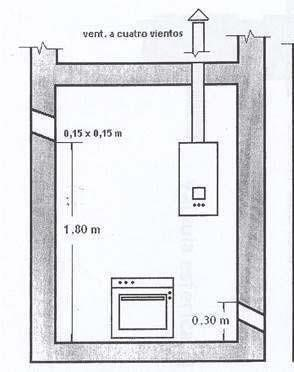 vent. a cuatro vientos
0,15 x 0,15 m
1.80 m
0.30 m